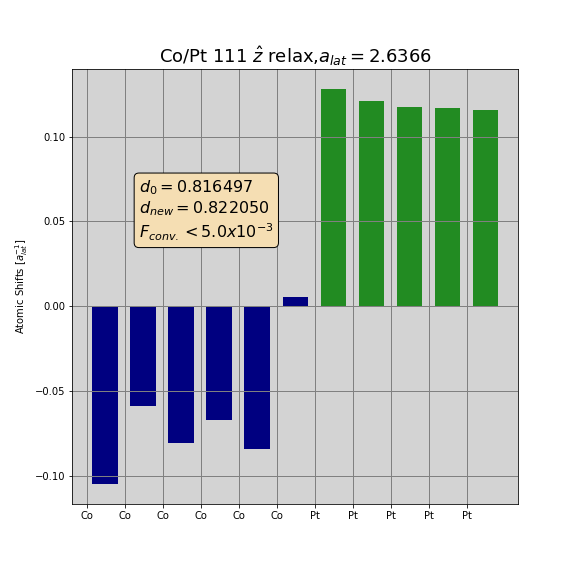 Co/Pt 111 ẑ relax,a_lat = 2.6366
Atomic Shifts [a_lat^-1]
0.10
0.05
0.00
−0.05
−0.10
d_0 = 0.816497
d_new = 0.822050
F_conv. < 5.0x10^-3
Co Co Co Co Co Co Pt Pt Pt Pt Pt